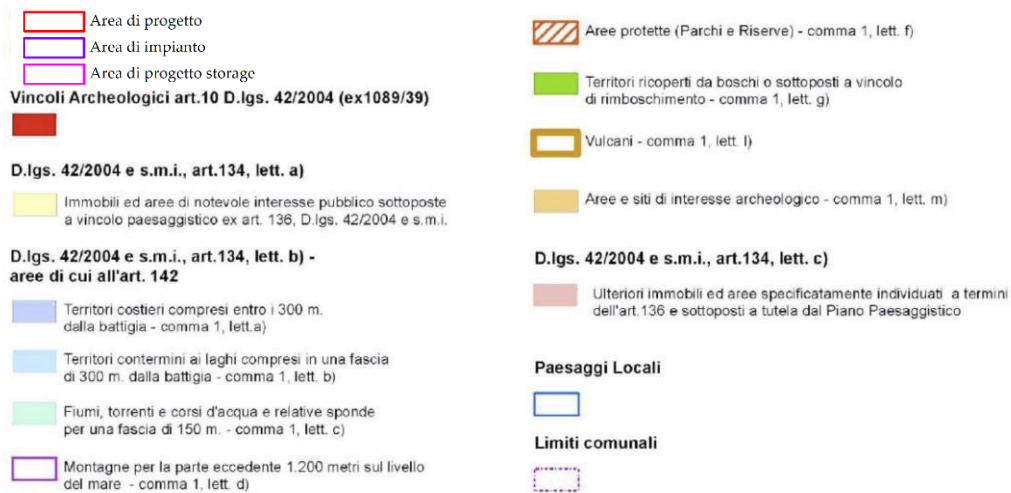 Area di progetto
Area di impianto
Area di progetto storage
Vincoli Archeologici art.10 D.lgs. 42/2004 (ex1089/39)
D.lgs. 42/2004 e s.m.i., art.134, lett. a)
Immobili ed aree di notevole interesse pubblico sottoposte
a vincolo paesaggistico ex art. 136, D.lgs. 42/2004 e s.m.i.
D.lgs. 42/2004 e s.m.i., art.134, lett. b) -
aree di cui all'art. 142
Territori costieri compresi entro i 300 m.
dalla battigia - comma 1, lett.a)
Territori contermini ai laghi compresi in una fascia
di 300 m. dalla battigia - comma 1, lett. b)
Fiumi, torrenti e corsi d'acqua e relative sponde
per una fascia di 150 m. - comma 1, lett. c)
Montagne per la parte eccedente 1.200 metri sul livello
del mare - comma 1, lett. d)
Aree protette (Parchi e Riserve) - comma 1, lett. f)
Territori ricoperti da boschi o sottoposti a vincolo
di rimboschimento - comma 1, lett. g)
Vulcani - comma 1, lett. l)
Aree e siti di interesse archeologico - comma 1, lett. m)
D.lgs. 42/2004 e s.m.i., art.134, lett. c)
Ulteriori immobili ed aree specificatamente individuati a termini
dell'art.136 e sottoposti a tutela dal Piano Paesaggistico
Paesaggi Locali
Limiti comunali